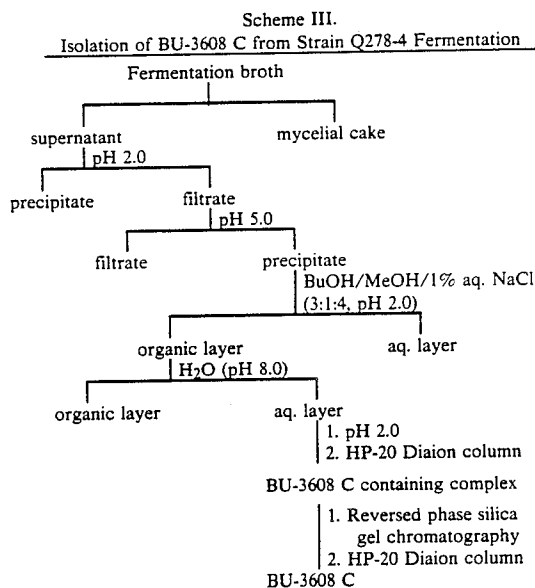 Scheme III.
Isolation of BU-3608 C from Strain Q278-4 Fermentation
Fermentation broth
supernatant mycelial cake
pH 2.0
precipitate filtrate
pH 5.0
filtrate precipitate
BuOH/MeOH/1% aq. NaCl
(3:1:4, pH 2.0)
organic layer aq. layer
H₂O (pH 8.0)
organic layer aq. layer
1. pH 2.0
2. HP-20 Diaion column
BU-3608 C containing complex
1. Reversed phase silica
gel chromatography
2. HP-20 Diaion column
BU-3608 C